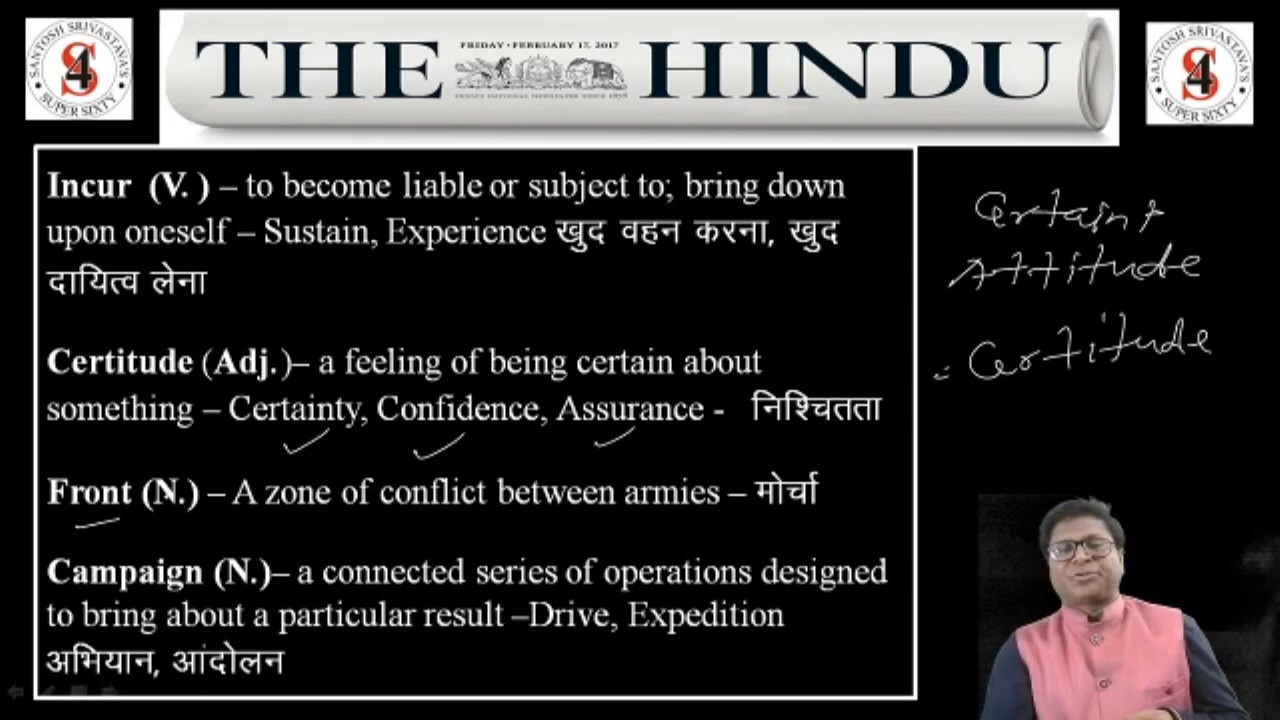 SANTOSH SRIVASTAVA'S
S4
SUPER SIXTY
THE HINDU
FRIDAY • FEBRUARY 17, 2017
SANTOSH SRIVASTAVA'S
S4
SUPER SIXTY
Incur (V. ) – to become liable or subject to; bring down
upon oneself – Sustain, Experience खुद वहन करना, खुद
दायित्व लेना
Certitude (Adj.)– a feeling of being certain about
something – Certainty, Confidence, Assurance - निश्चितता
Front (N.) – A zone of conflict between armies – मोर्चा
Campaign (N.)– a connected series of operations designed
to bring about a particular result –Drive, Expedition
अभियान, आंदोलन
Certain +
Attitude
Certitude